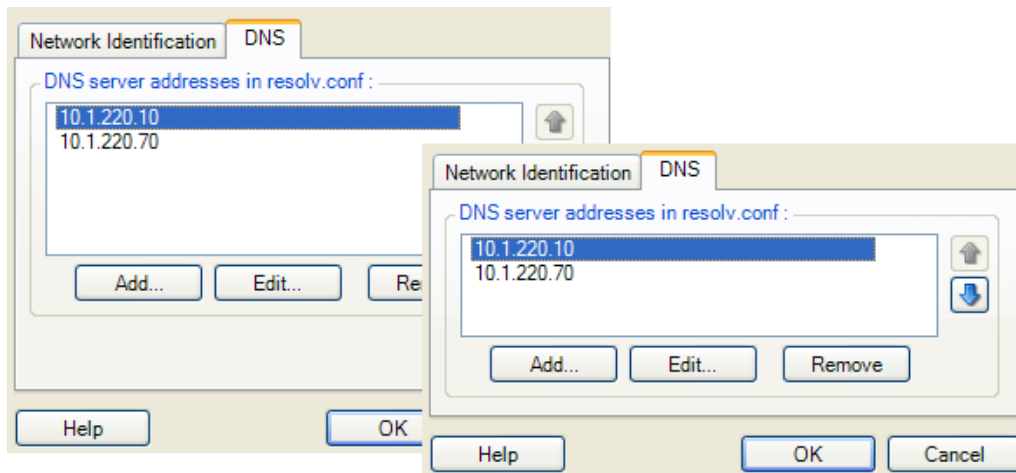 Network Identification DNS
DNS server addresses in resolv.conf :
10.1.220.10
10.1.220.70
Add... Edit...
Help OK
Network Identification DNS
DNS server addresses in resolv.conf :
10.1.220.10
10.1.220.70
Add... Edit... Remove
Help OK Cancel